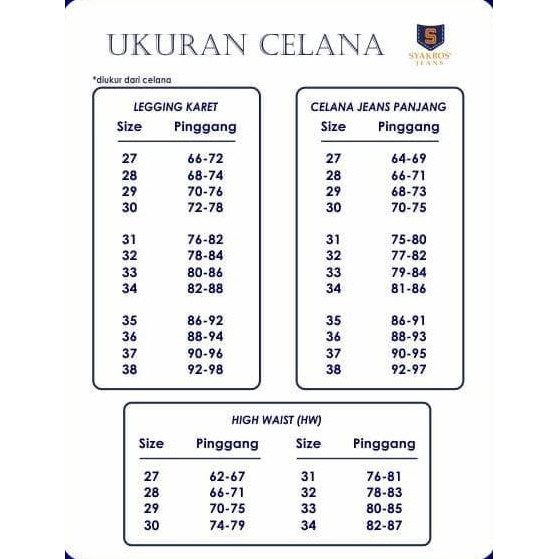 UKURAN CELANA
S
SYAKROS'
JEANS
*diukur dari celana
LEGGING KARET
Size Pinggang
27 66-72
28 68-74
29 70-76
30 72-78
31 76-82
32 78-84
33 80-86
34 82-88
35 86-92
36 88-94
37 90-96
38 92-98
CELANA JEANS PANJANG
Size Pinggang
27 64-69
28 66-71
29 68-73
30 70-75
31 75-80
32 77-82
33 79-84
34 81-86
35 86-91
36 88-93
37 90-95
38 92-97
HIGH WAIST (HW)
Size Pinggang Size Pinggang
27 62-67 31 76-81
28 66-71 32 78-83
29 70-75 33 80-85
30 74-79 34 82-87